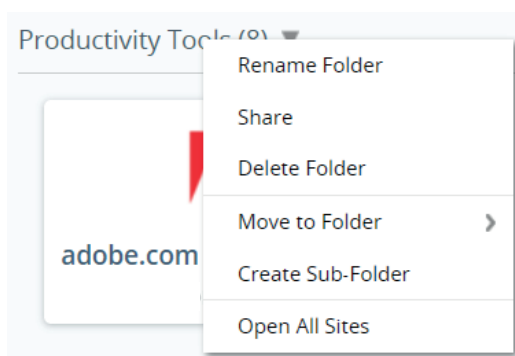 Productivity Tools (8)
Rename Folder
Share
Delete Folder
Move to Folder
adobe.com
Create Sub-Folder
Open All Sites